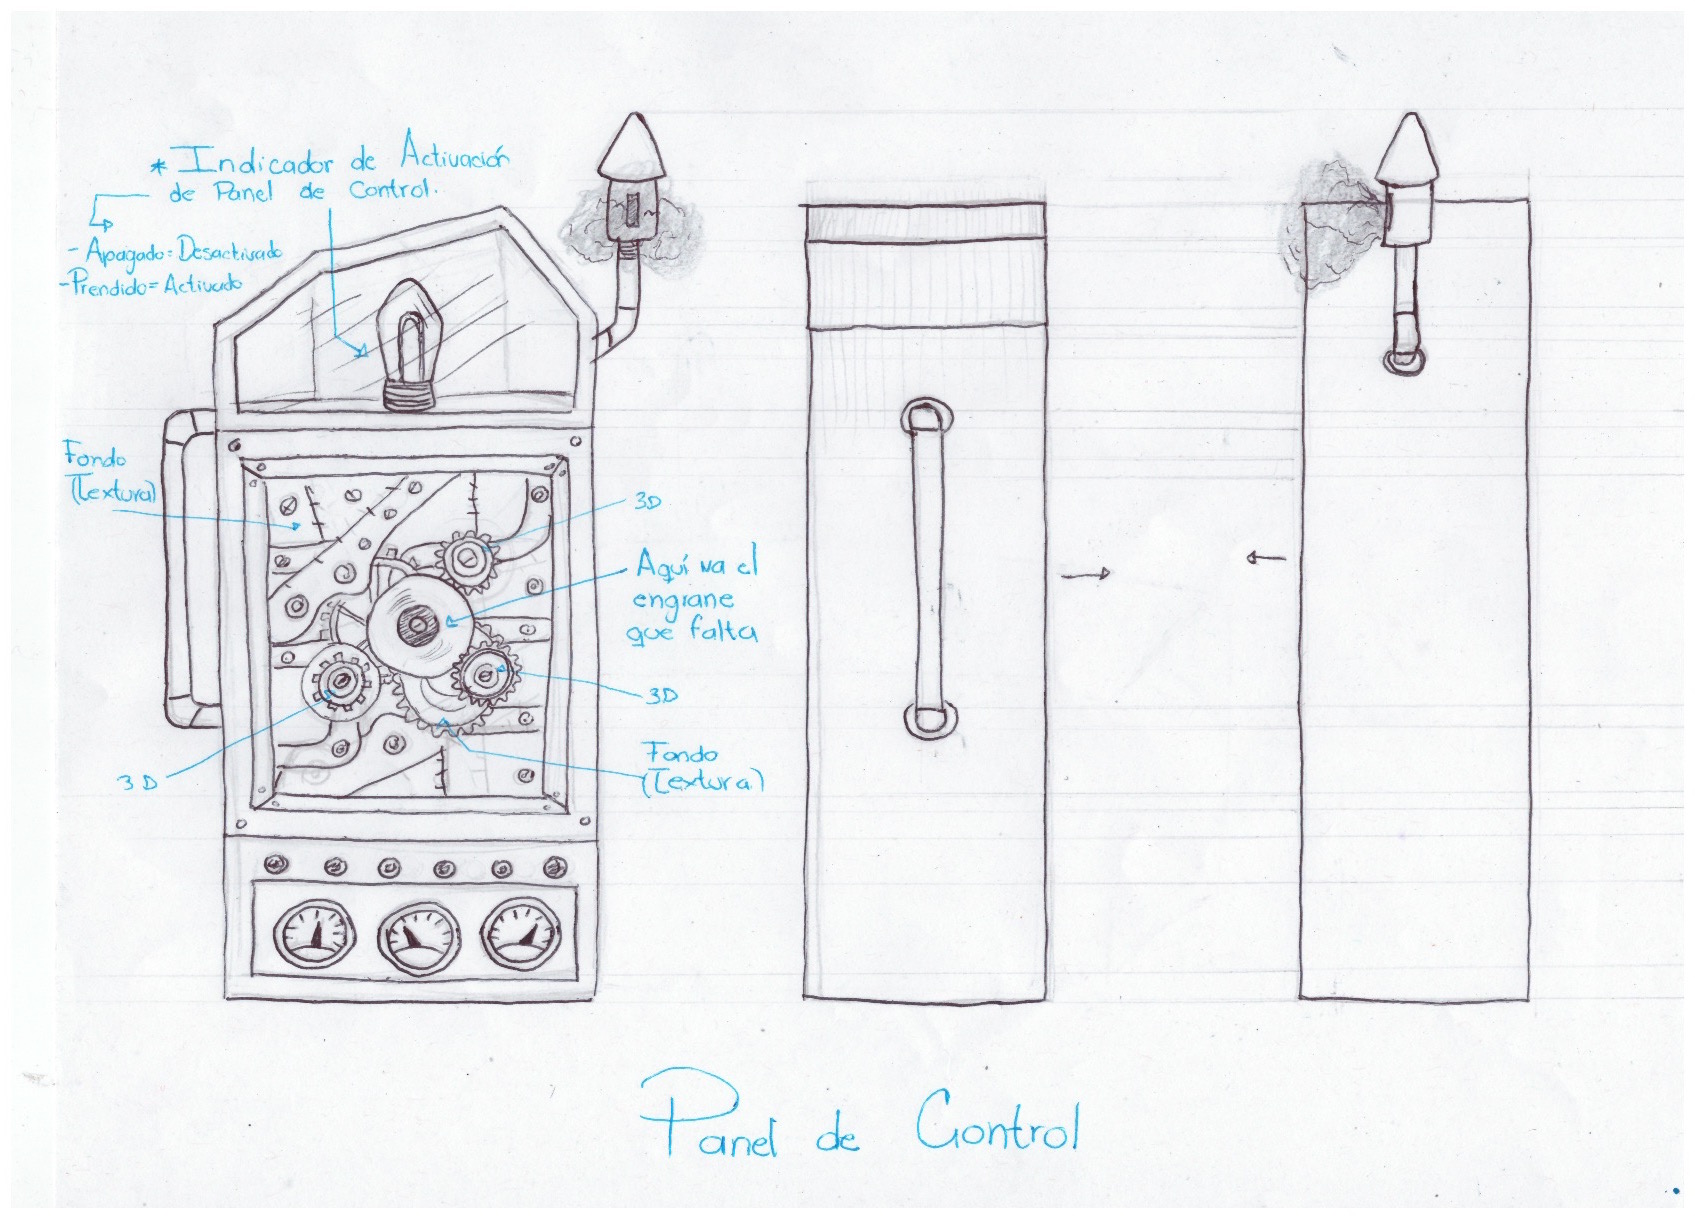 * Indicador de Activación
de Panel de Control.
- Apagado = Desactivado
- Prendido = Activado
Fondo
(Textura)
3D
Aquí va el
engrane
que falta
3D
Fondo
(Textura)
3D
Panel de Control